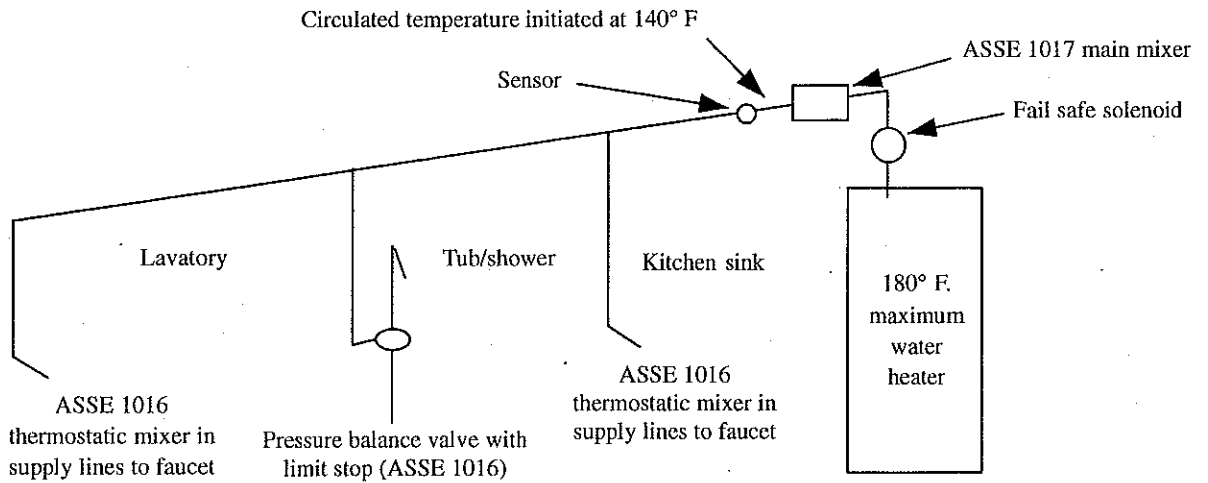 Circulated temperature initiated at 140° F
ASSE 1017 main mixer
Sensor
Fail safe solenoid
Lavatory
Tub/shower
Kitchen sink
180° F.
maximum
water
heater
ASSE 1016
thermostatic mixer in
supply lines to faucet
Pressure balance valve with
limit stop (ASSE 1016)
ASSE 1016
thermostatic mixer in
supply lines to faucet